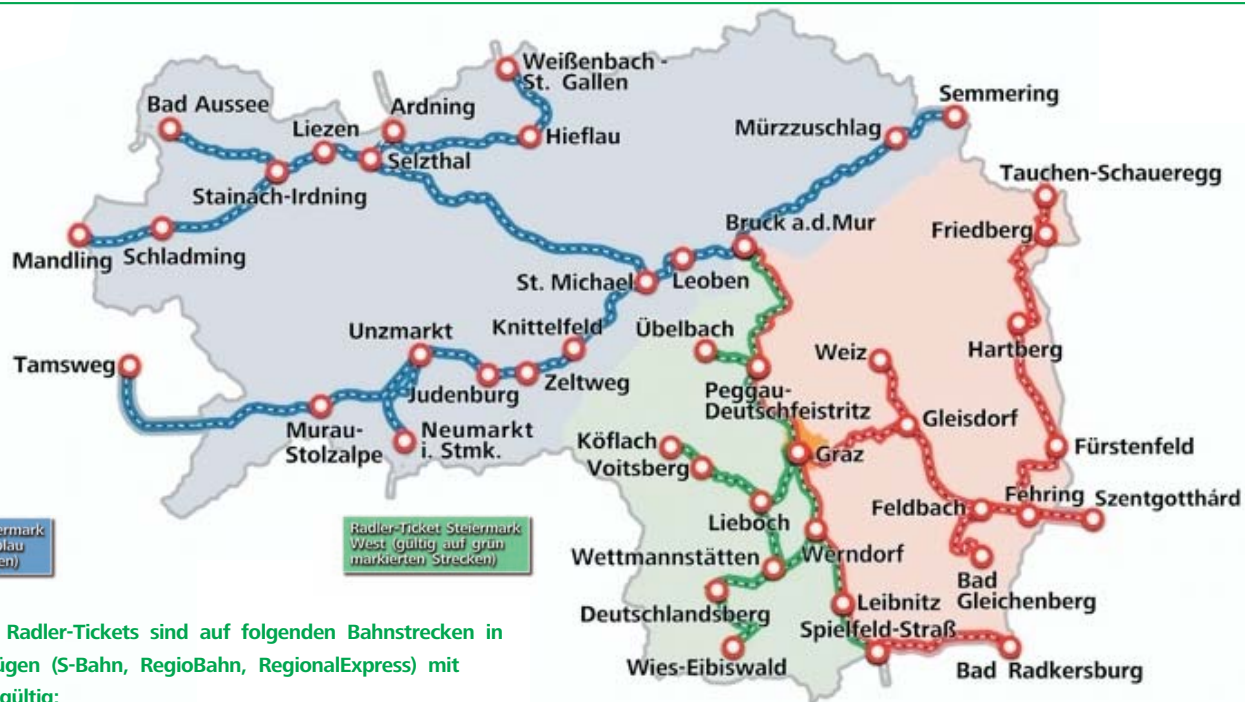 Weißenbach -
St. Gallen
Bad Aussee
Ardning
Semmering
Liezen
Hieflau
Mürzzuschlag
Selzthal
Tauchen-Schaueregg
Stainach-Irdning
Bruck a.d.Mur
Friedberg
Mandling
Schladming
St. Michael
Leoben
Unzmarkt
Knittelfeld
Übelbach
Tamsweg
Weiz
Hartberg
Judenburg
Zeltweg
Peggau-
Deutschfeistritz
Gleisdorf
Murau-
Stolzalpe
Neumarkt
i. Stmk.
Köflach
Voitsberg
Graz
Fürstenfeld
Feldbach
Fehring
Szentgotthárd
Lieboch
Wettmannstätten
Werndorf
Bad
Gleichenberg
Deutschlandsberg
Leibnitz
Spielfeld-Straß
Wies-Eibiswald
Bad Radkersburg
ermark
blau
en)
Radler-Ticket Steiermark
West (gültig auf grün
markierten Strecken)
Radler-Tickets sind auf folgenden Bahnstrecken in
ügen (S-Bahn, RegioBahn, RegionalExpress) mit
gültig: